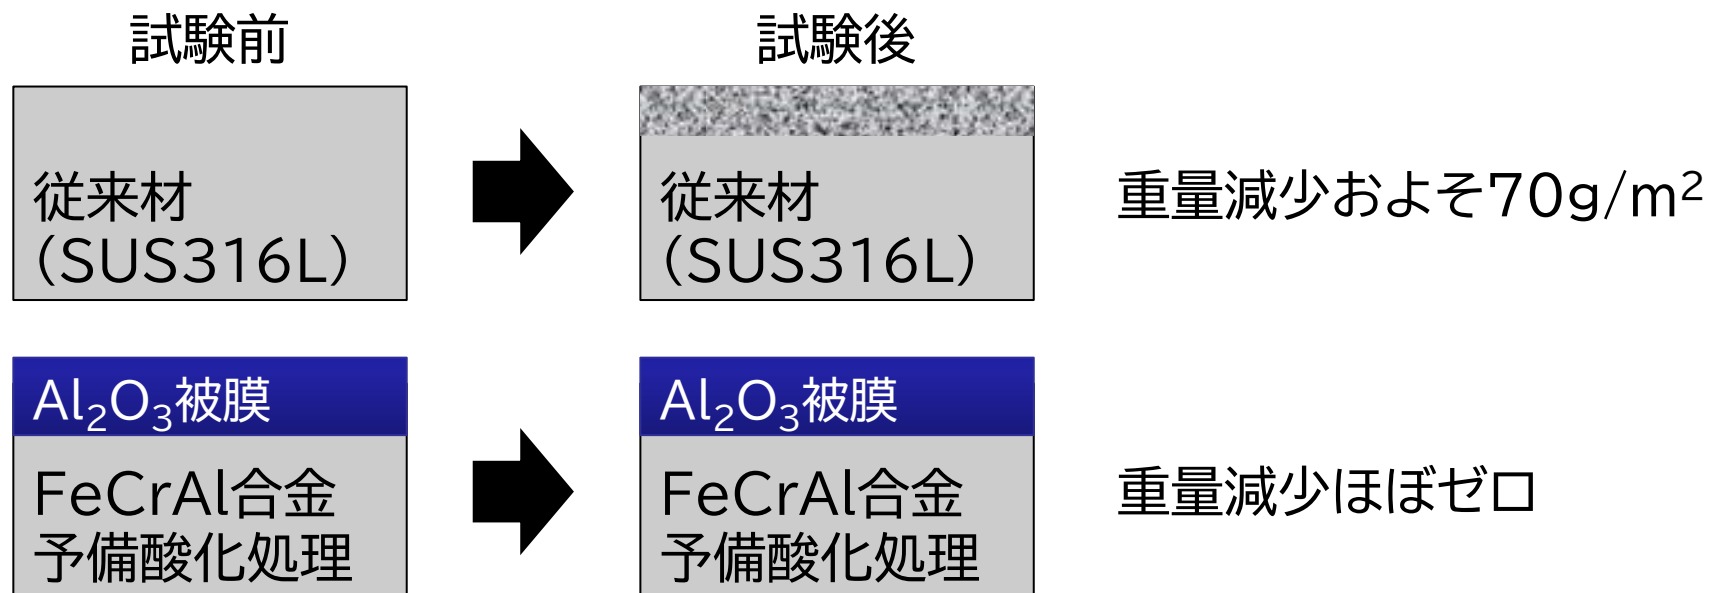 試験前
試験後
従来材
（SUS316L）
従来材
（SUS316L）
重量減少およそ70g/m²
Al₂O₃被膜
FeCrAl合金
予備酸化処理
Al₂O₃被膜
FeCrAl合金
予備酸化処理
重量減少ほぼゼロ